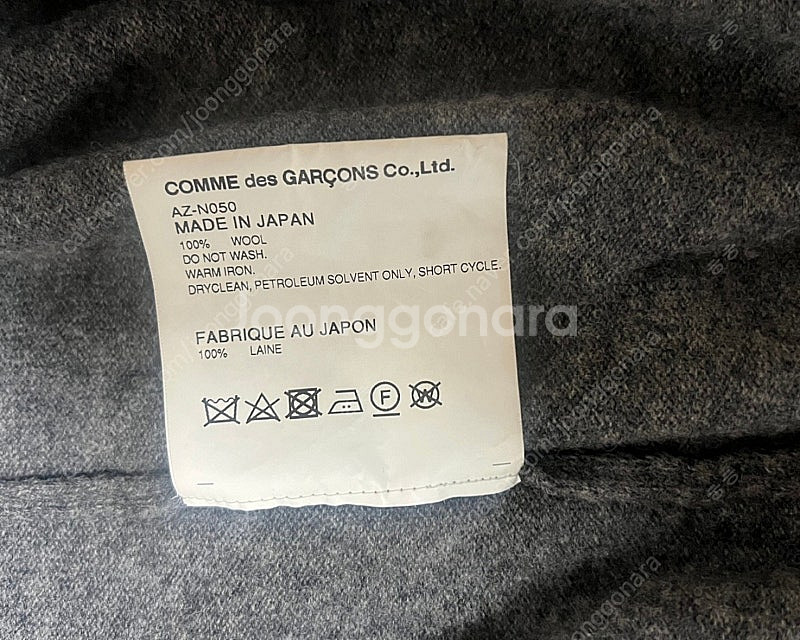 COMME des GARÇONS Co.,Ltd.
AZ-N050
MADE IN JAPAN
100% WOOL
DO NOT WASH.
WARM IRON.
DRYCLEAN, PETROLEUM SOLVENT ONLY, SHORT CYCLE.
joonggonara
FABRIQUE AU JAPON
100% LAINE
F
W